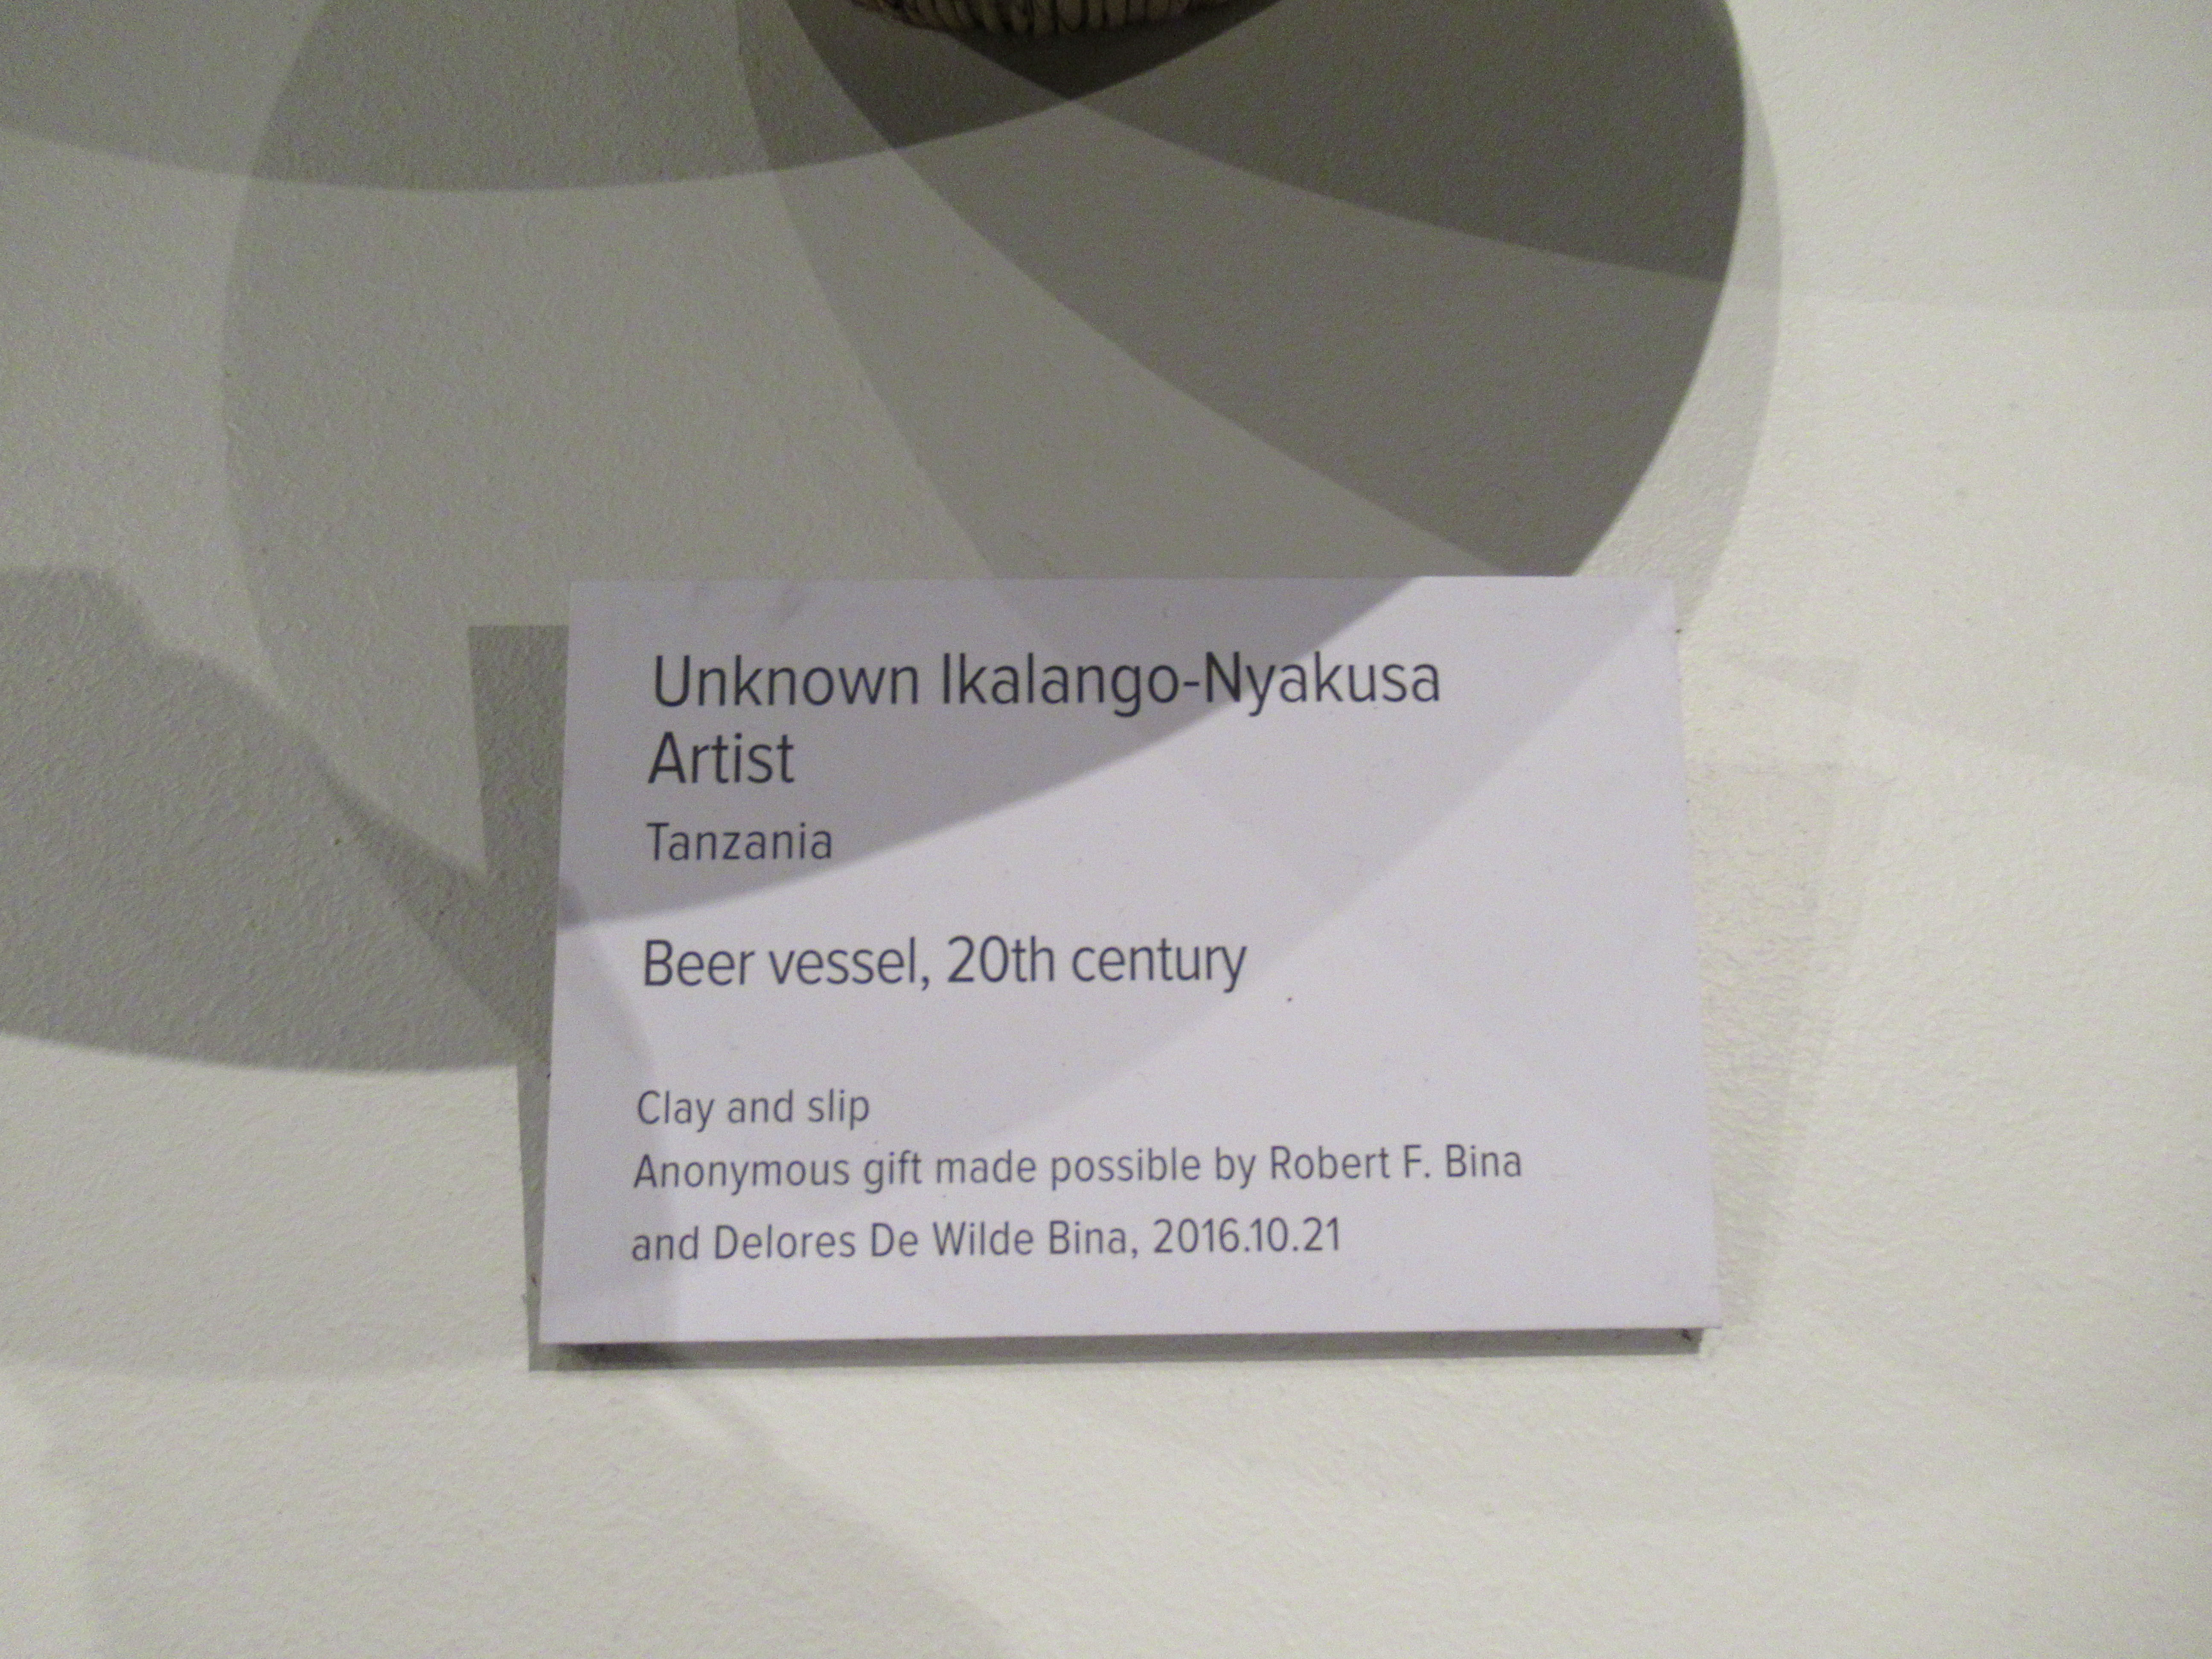 Unknown Ikalango-Nyakusa
Artist
Tanzania
Beer vessel, 20th century
Clay and slip
Anonymous gift made possible by Robert F. Bina
and Delores De Wilde Bina, 2016.10.21